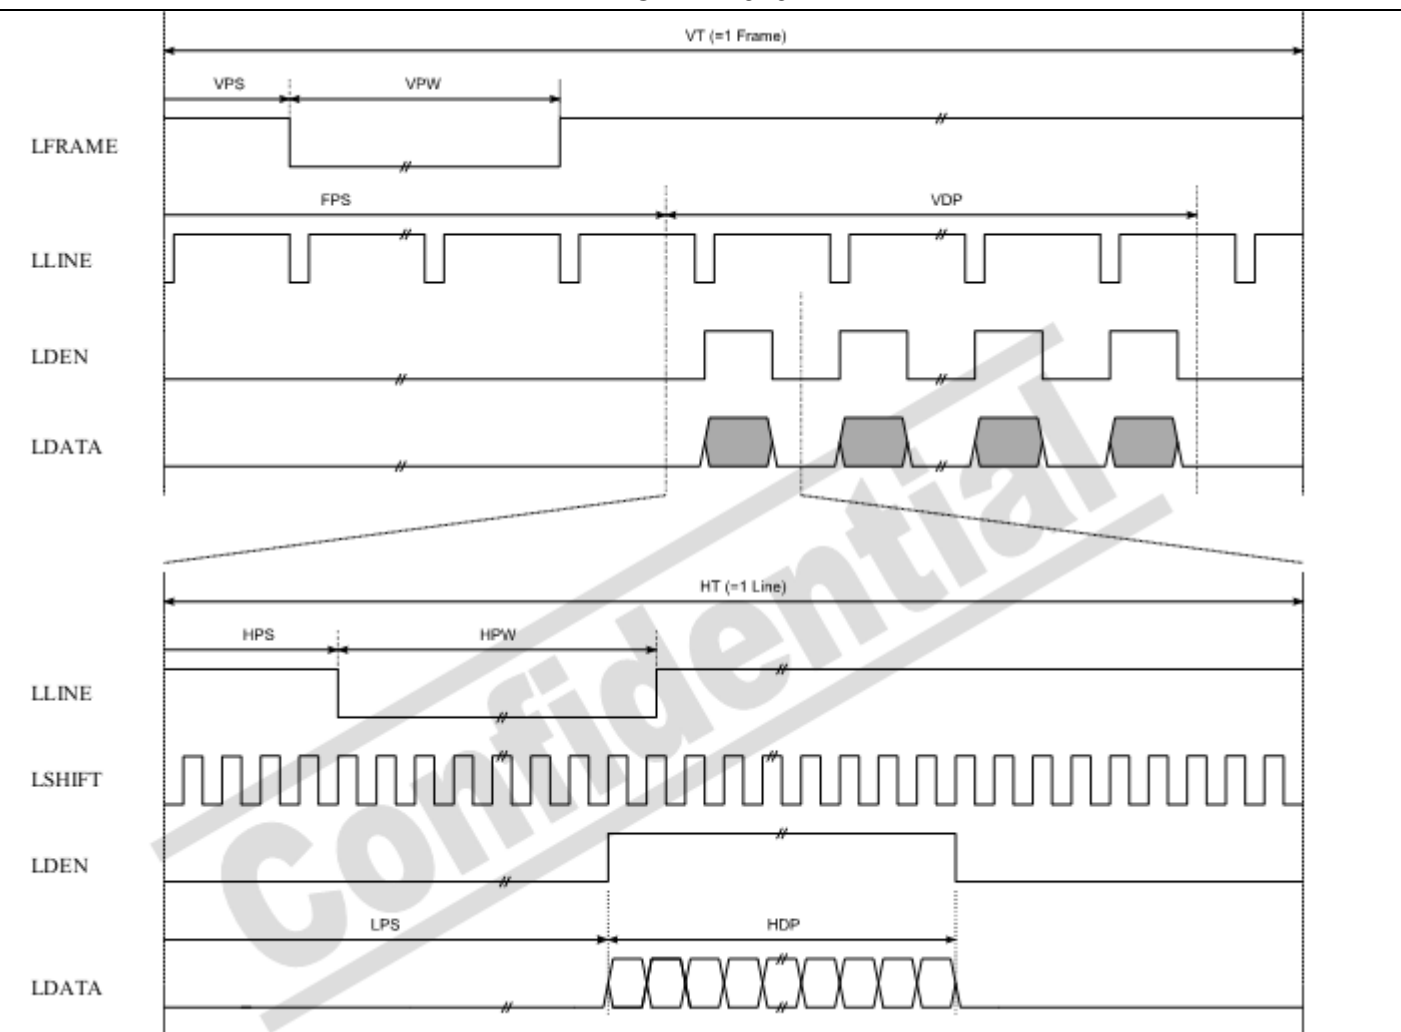 VT (=1 Frame)
VPS VPW
LFRAME
FPS VDP
LLINE
LDEN
LDATA
HT (=1 Line)
HPS HPW
LLINE
LSHIFT
LDEN
LPS HDP
LDATA
Confidential